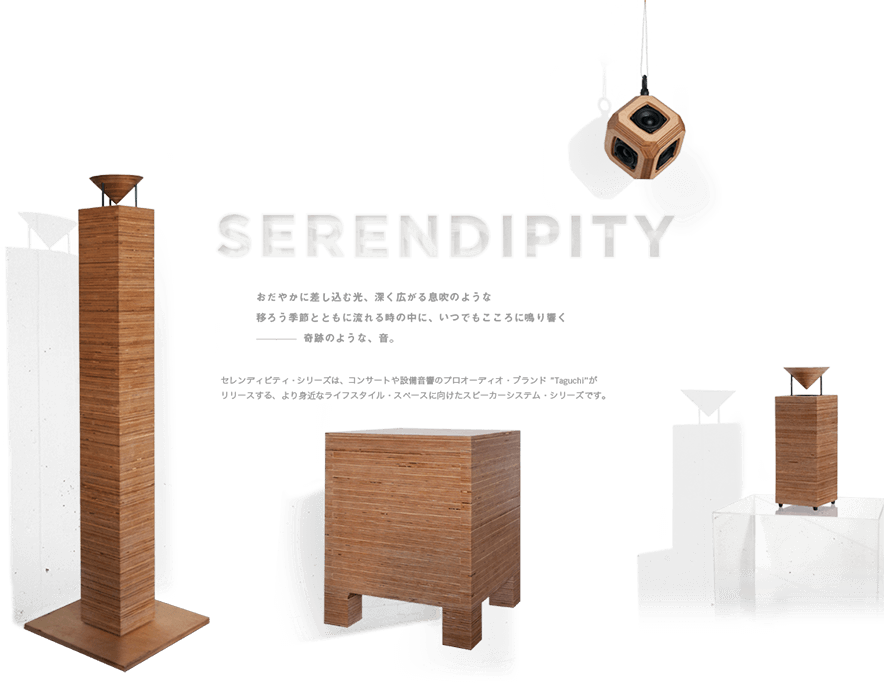 SERENDIPITY
おだやかに差し込む光、深く広がる息吹のような
移ろう季節とともに流れる時の中に、いつでもこころに鳴り響く
――― 奇跡のような、音。
セレンディピティ・シリーズは、コンサートや設備音響のプロオーディオ・ブランド “Taguchi”が
リリースする、より身近なライフスタイル・スペースに向けたスピーカーシステム・シリーズです。